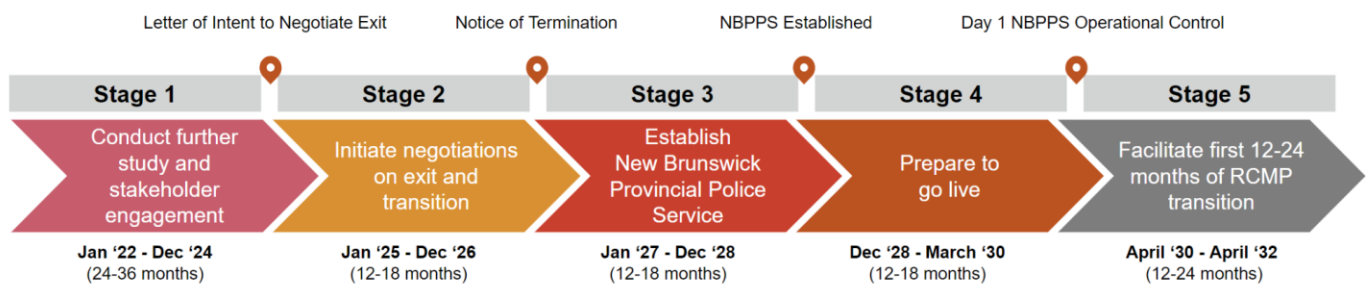 Letter of Intent to Negotiate Exit
Notice of Termination
NBPPS Established
Day 1 NBPPS Operational Control
Stage 1
Stage 2
Stage 3
Stage 4
Stage 5
Conduct further
study and
stakeholder
engagement
Initiate negotiations
on exit and
transition
Establish
New Brunswick
Provincial Police
Service
Prepare to
go live
Facilitate first 12-24
months of RCMP
transition
Jan ‘22 - Dec ‘24
(24-36 months)
Jan ‘25 - Dec ‘26
(12-18 months)
Jan ‘27 - Dec ‘28
(12-18 months)
Dec ‘28 - March ‘30
(12-18 months)
April ‘30 - April ‘32
(12-24 months)